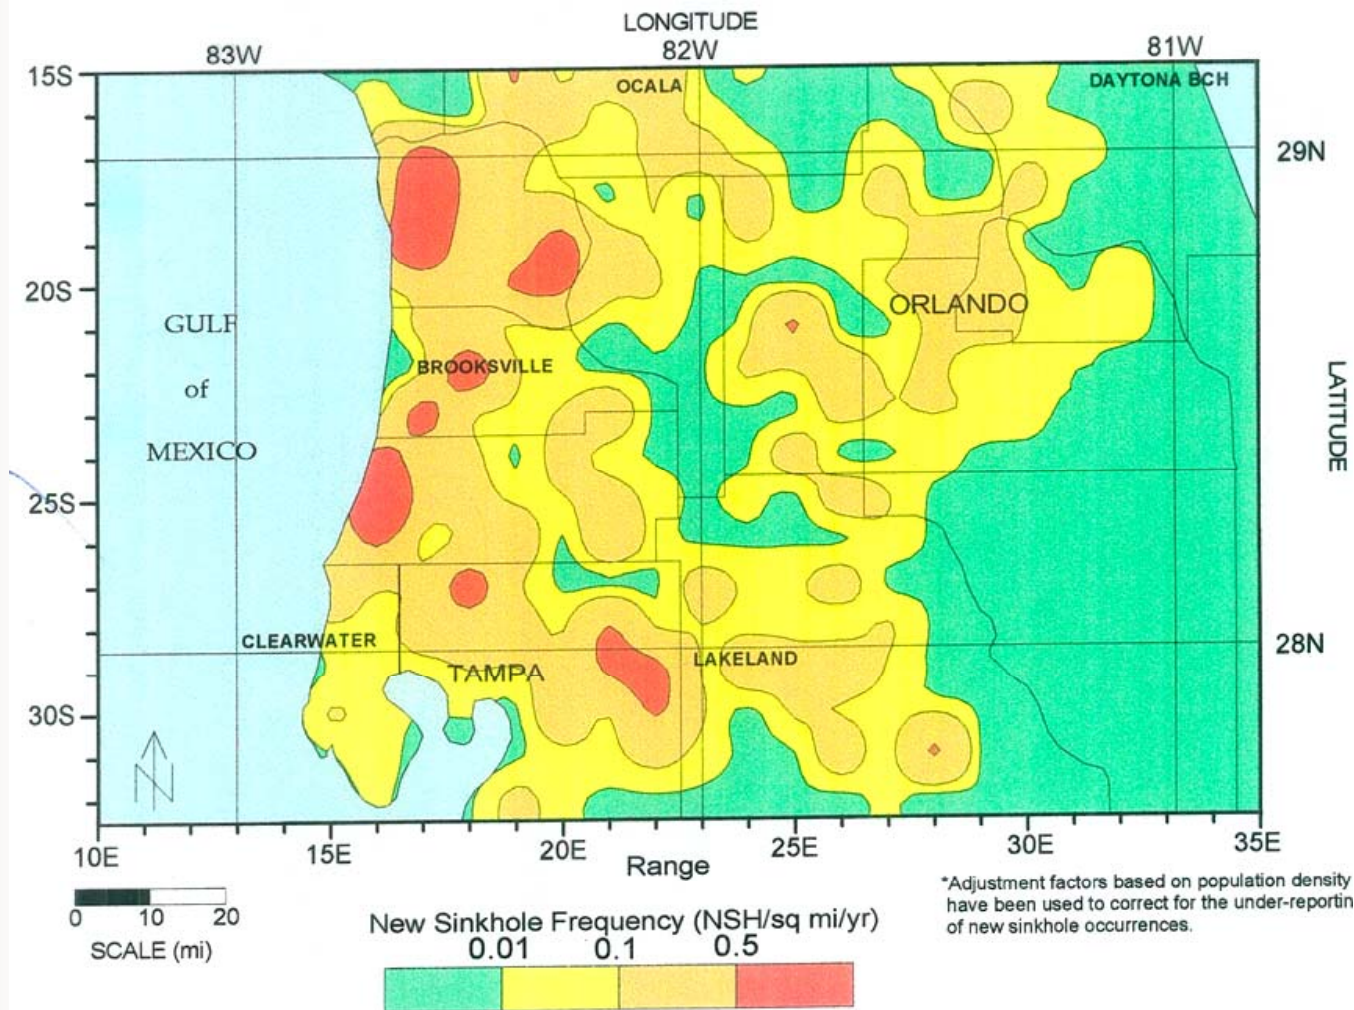 LONGITUDE
83W 82W 81W
15S
OCALA
DAYTONA BCH
29N
20S
GULF
ORLANDO
of
BROOKSVILLE
MEXICO
LATITUDE
25S
CLEARWATER
28N
TAMPA
LAKELAND
30S
N
10E 15E 20E 25E 30E 35E
Range
0 10 20
SCALE (mi)
*Adjustment factors based on population density
have been used to correct for the under-reportin
of new sinkhole occurrences.
New Sinkhole Frequency (NSH/sq mi/yr)
0.01 0.1 0.5